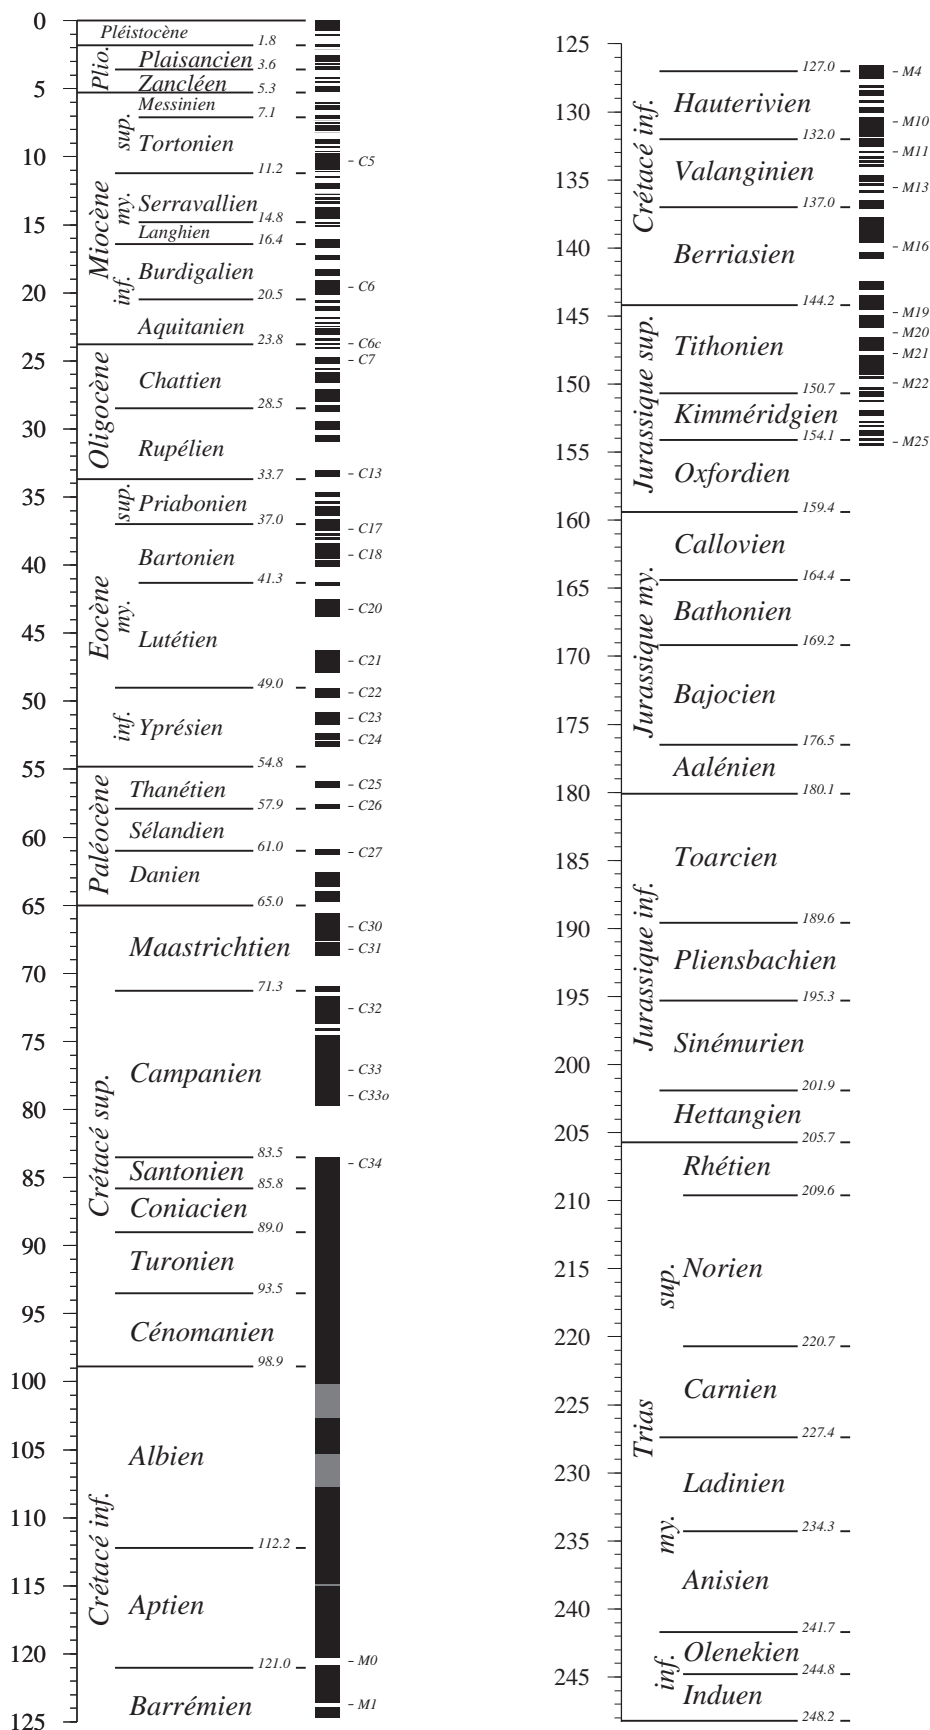 0
Pléistocène
1.8
Plio.
Plaisancien
3.6
Zancléen
5
5.3
Messinien
7.1
sup.
Tortonien
10
C5
11.2
Miocène
my.
Serravallien
14.8
15
Langhien
16.4
inf.
Burdigalien
C6
20
20.5
Aquitanien
23.8
C6c
25
C7
Oligocène
Chattien
28.5
30
Rupélien
C13
33.7
35
sup.
Priabonien
37.0
C17
Bartonien
C18
40
41.3
Eocène
my.
C20
Lutétien
45
C21
49.0
C22
50
inf.
Yprésien
C23
C24
54.8
55
Paléocène
Thanétien
C25
57.9
C26
Sélandien
60
61.0
C27
Danien
65
65.0
C30
Maastrichtien
C31
70
71.3
C32
75
Crétacé sup.
Campanien
C33
C33o
80
83.5
C34
Santonien
85
85.8
Coniacien
89.0
90
Turonien
93.5
95
Cénomanien
98.9
100
105
Albien
110
Crétacé inf.
112.2
115
Aptien
120
M0
121.0
Barrémien
M1
125
125
127.0
M4
Crétacé inf.
Hauterivien
130
M10
132.0
M11
Valanginien
135
M13
137.0
140
Berriasien
M16
144.2
M19
145
M20
Jurassique sup.
Tithonien
M21
M22
150
150.7
Kimméridgien
154.1
M25
155
Oxfordien
159.4
160
Callovien
164.4
165
Jurassique my.
Bathonien
169.2
170
Bajocien
175
176.5
Aalénien
180
180.1
Toarcien
185
189.6
190
Jurassique inf.
Pliensbachien
195
195.3
Sinémurien
200
201.9
Hettangien
205
205.7
Rhétien
209.6
210
215
sup.
Norien
220
220.7
Carnien
225
Trias
227.4
230
Ladinien
234.3
235
my.
Anisien
240
241.7
inf.
Olenekien
244.8
245
Induen
248.2